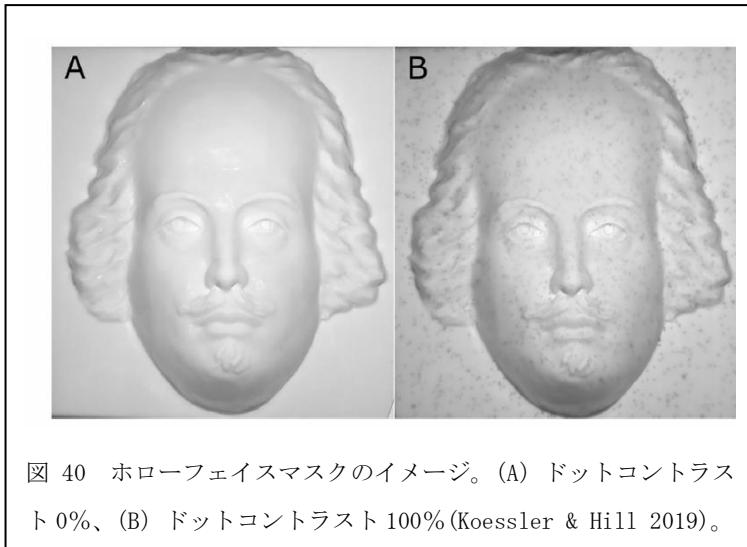 A
B
図 40　ホローフェイスマスクのイメージ。(A) ドットコントラス
ト 0%、(B) ドットコントラスト 100%(Koessler & Hill 2019)。